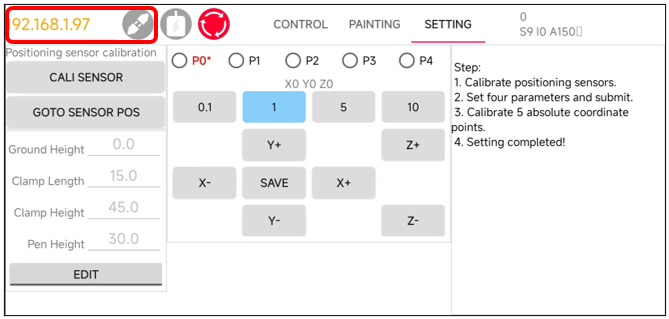 92.168.1.97
CONTROL PAINTING SETTING
0
S9 I0 A150
Positioning sensor calibration
CALI SENSOR
GOTO SENSOR POS
Ground Height 0.0
Clamp Length 15.0
Clamp Height 45.0
Pen Height 30.0
EDIT
P0* P1 P2 P3 P4
X0 Y0 Z0
0.1 1 5 10
Y+ Z+
X- SAVE X+
Y- Z-
Step:
1. Calibrate positioning sensors.
2. Set four parameters and submit.
3. Calibrate 5 absolute coordinate
points.
4. Setting completed!